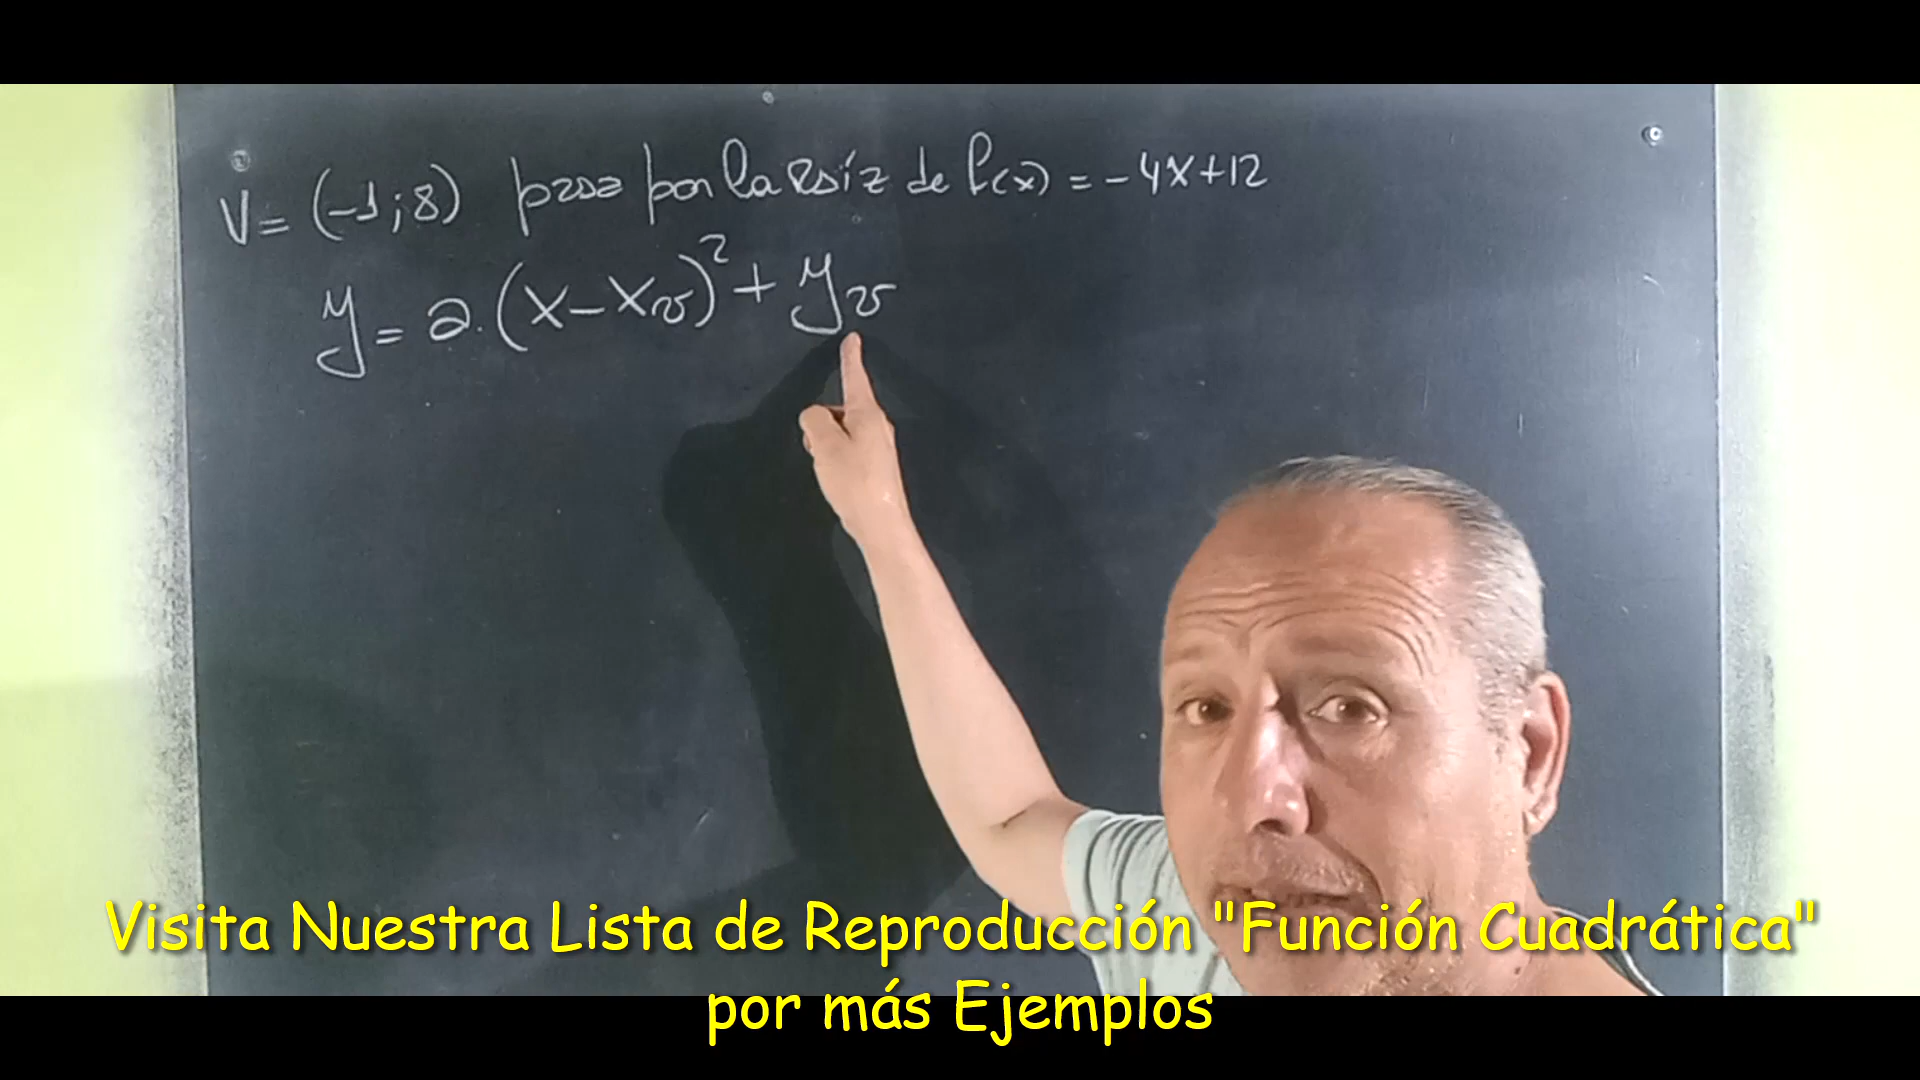 V = (-1;8) pasa por la Raíz de f(x) = -4x+12
y = a.(x-xv)²+yv
Visita Nuestra Lista de Reproducción "Función Cuadrática"
por más Ejemplos